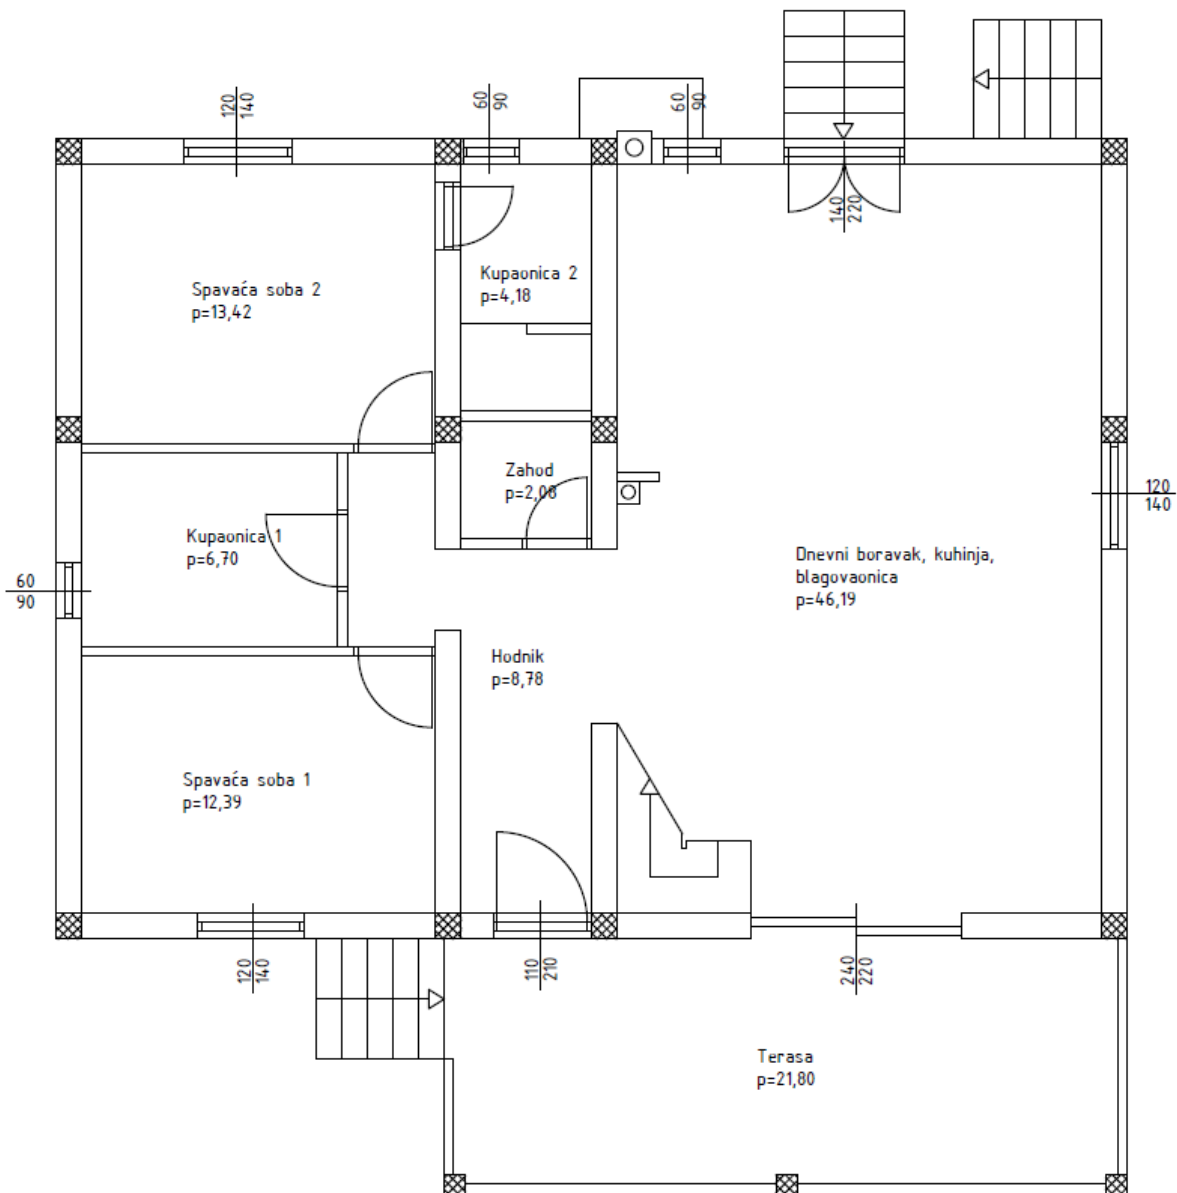 60
90
60
90
120
140
140
220
Kupaonica 2
p=4,18
Spavaća soba 2
p=13,42
Zahod
p=2,08
120
140
Kupaonica 1
p=6,70
Dnevni boravak, kuhinja,
blagovaonica
p=46,19
60
90
Hodnik
p=8,78
Spavaća soba 1
p=12,39
120
140
110
210
240
220
Terasa
p=21,80